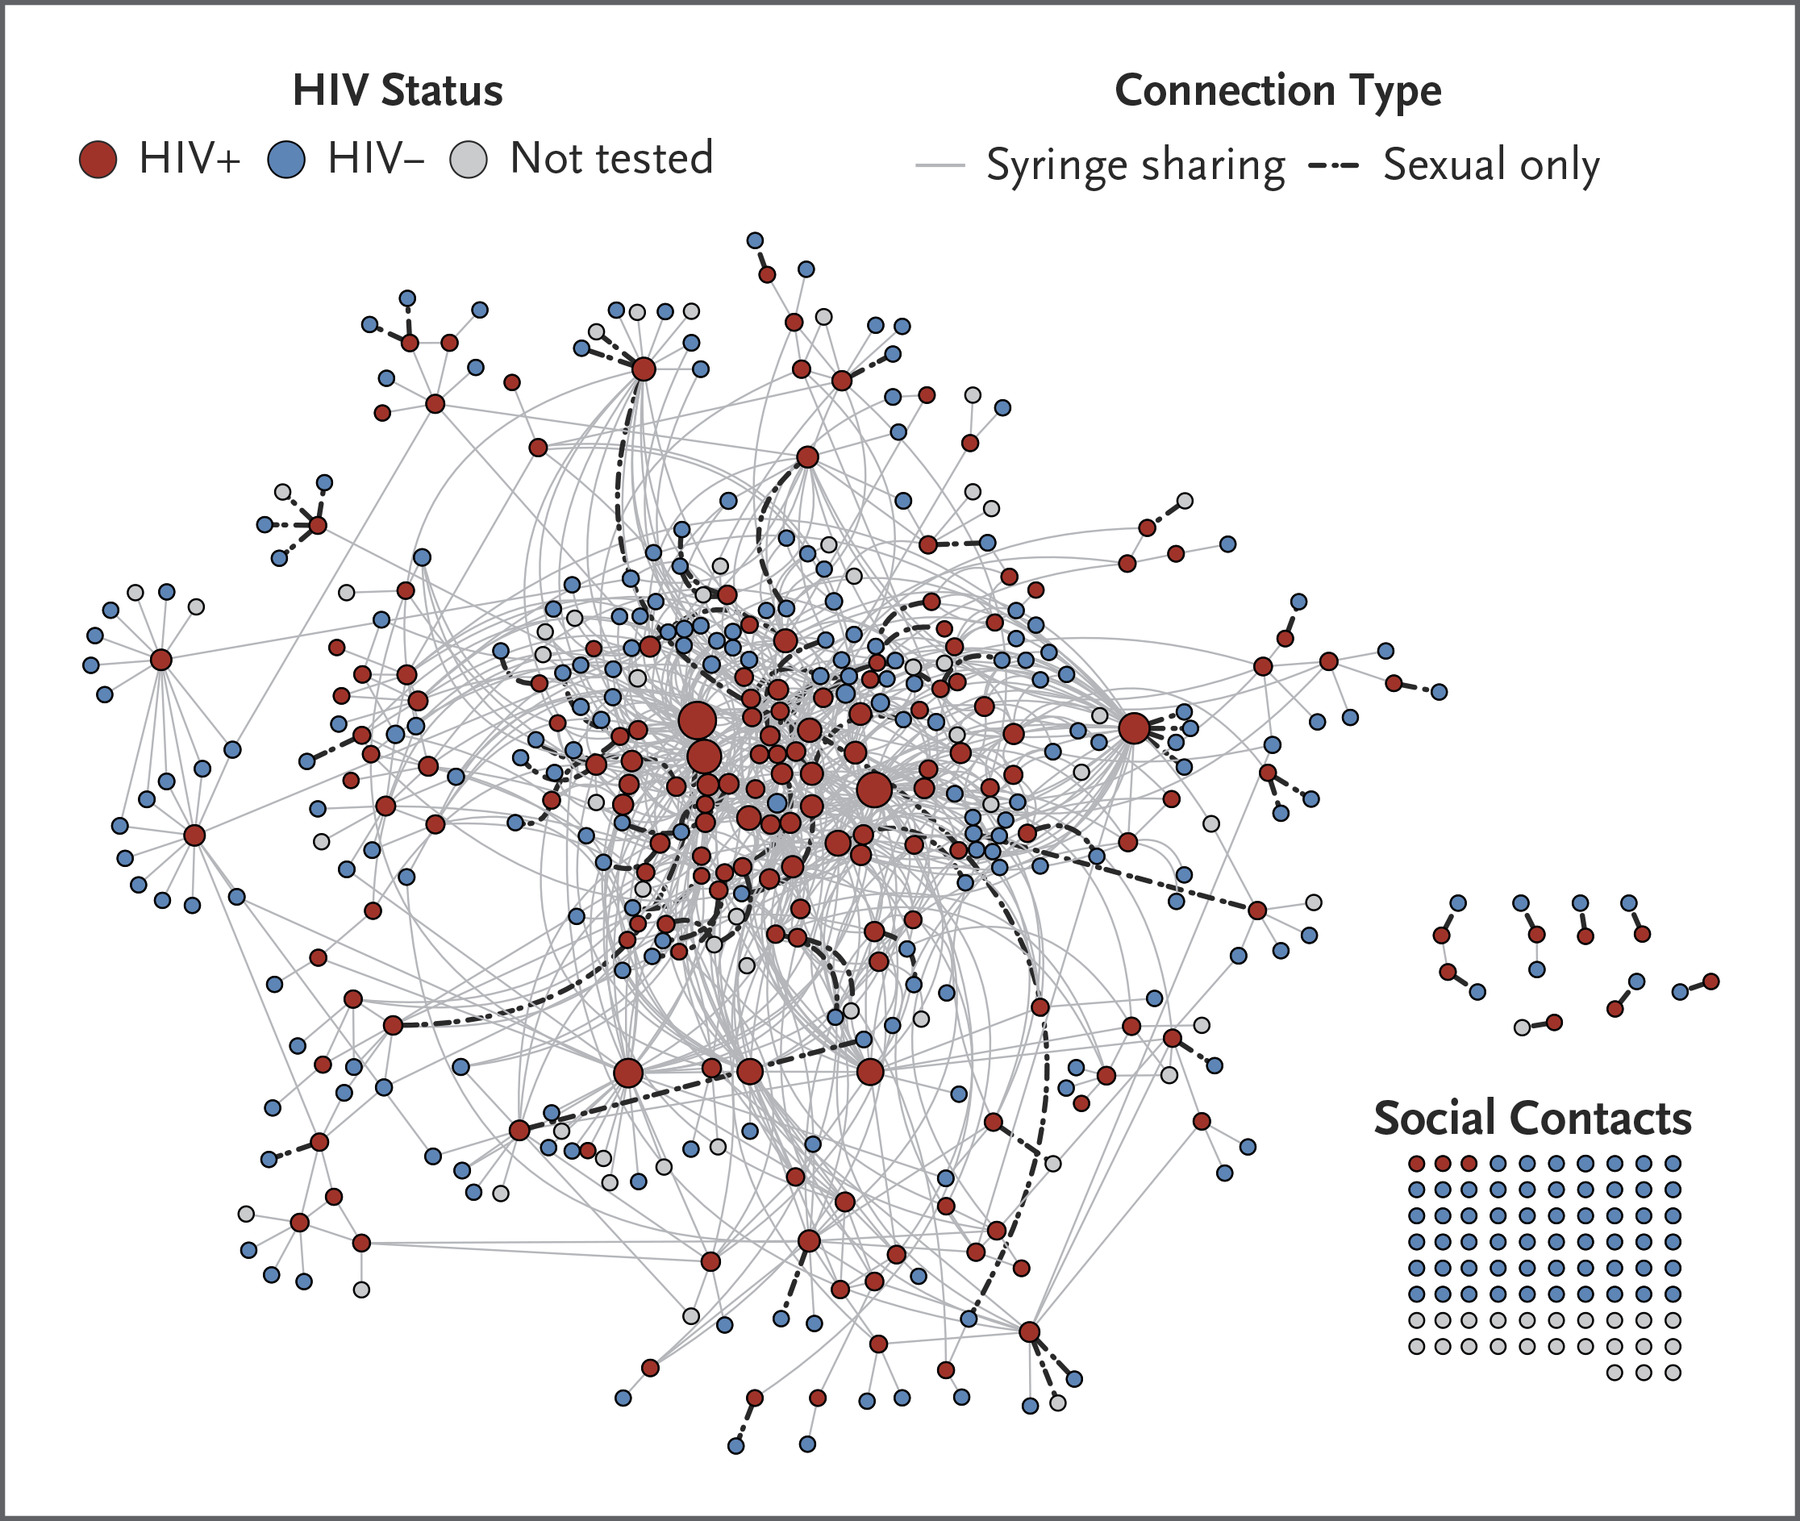 HIV Status
HIV+ HIV– Not tested
Connection Type
Syringe sharing Sexual only
Social Contacts